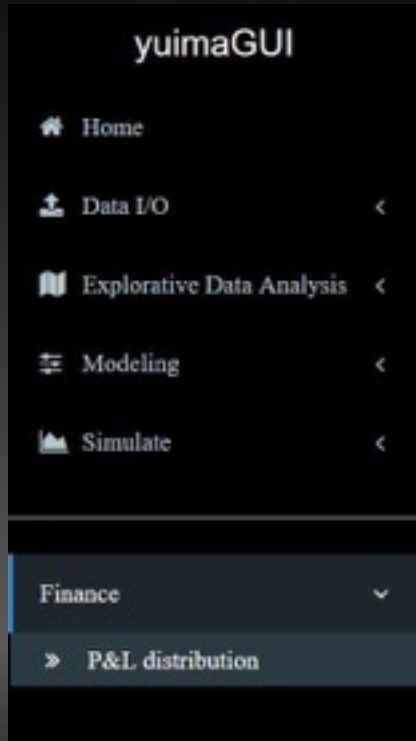 yuimaGUI
Home
Data I/O
Explorative Data Analysis
Modeling
Simulate
Finance
P&L distribution